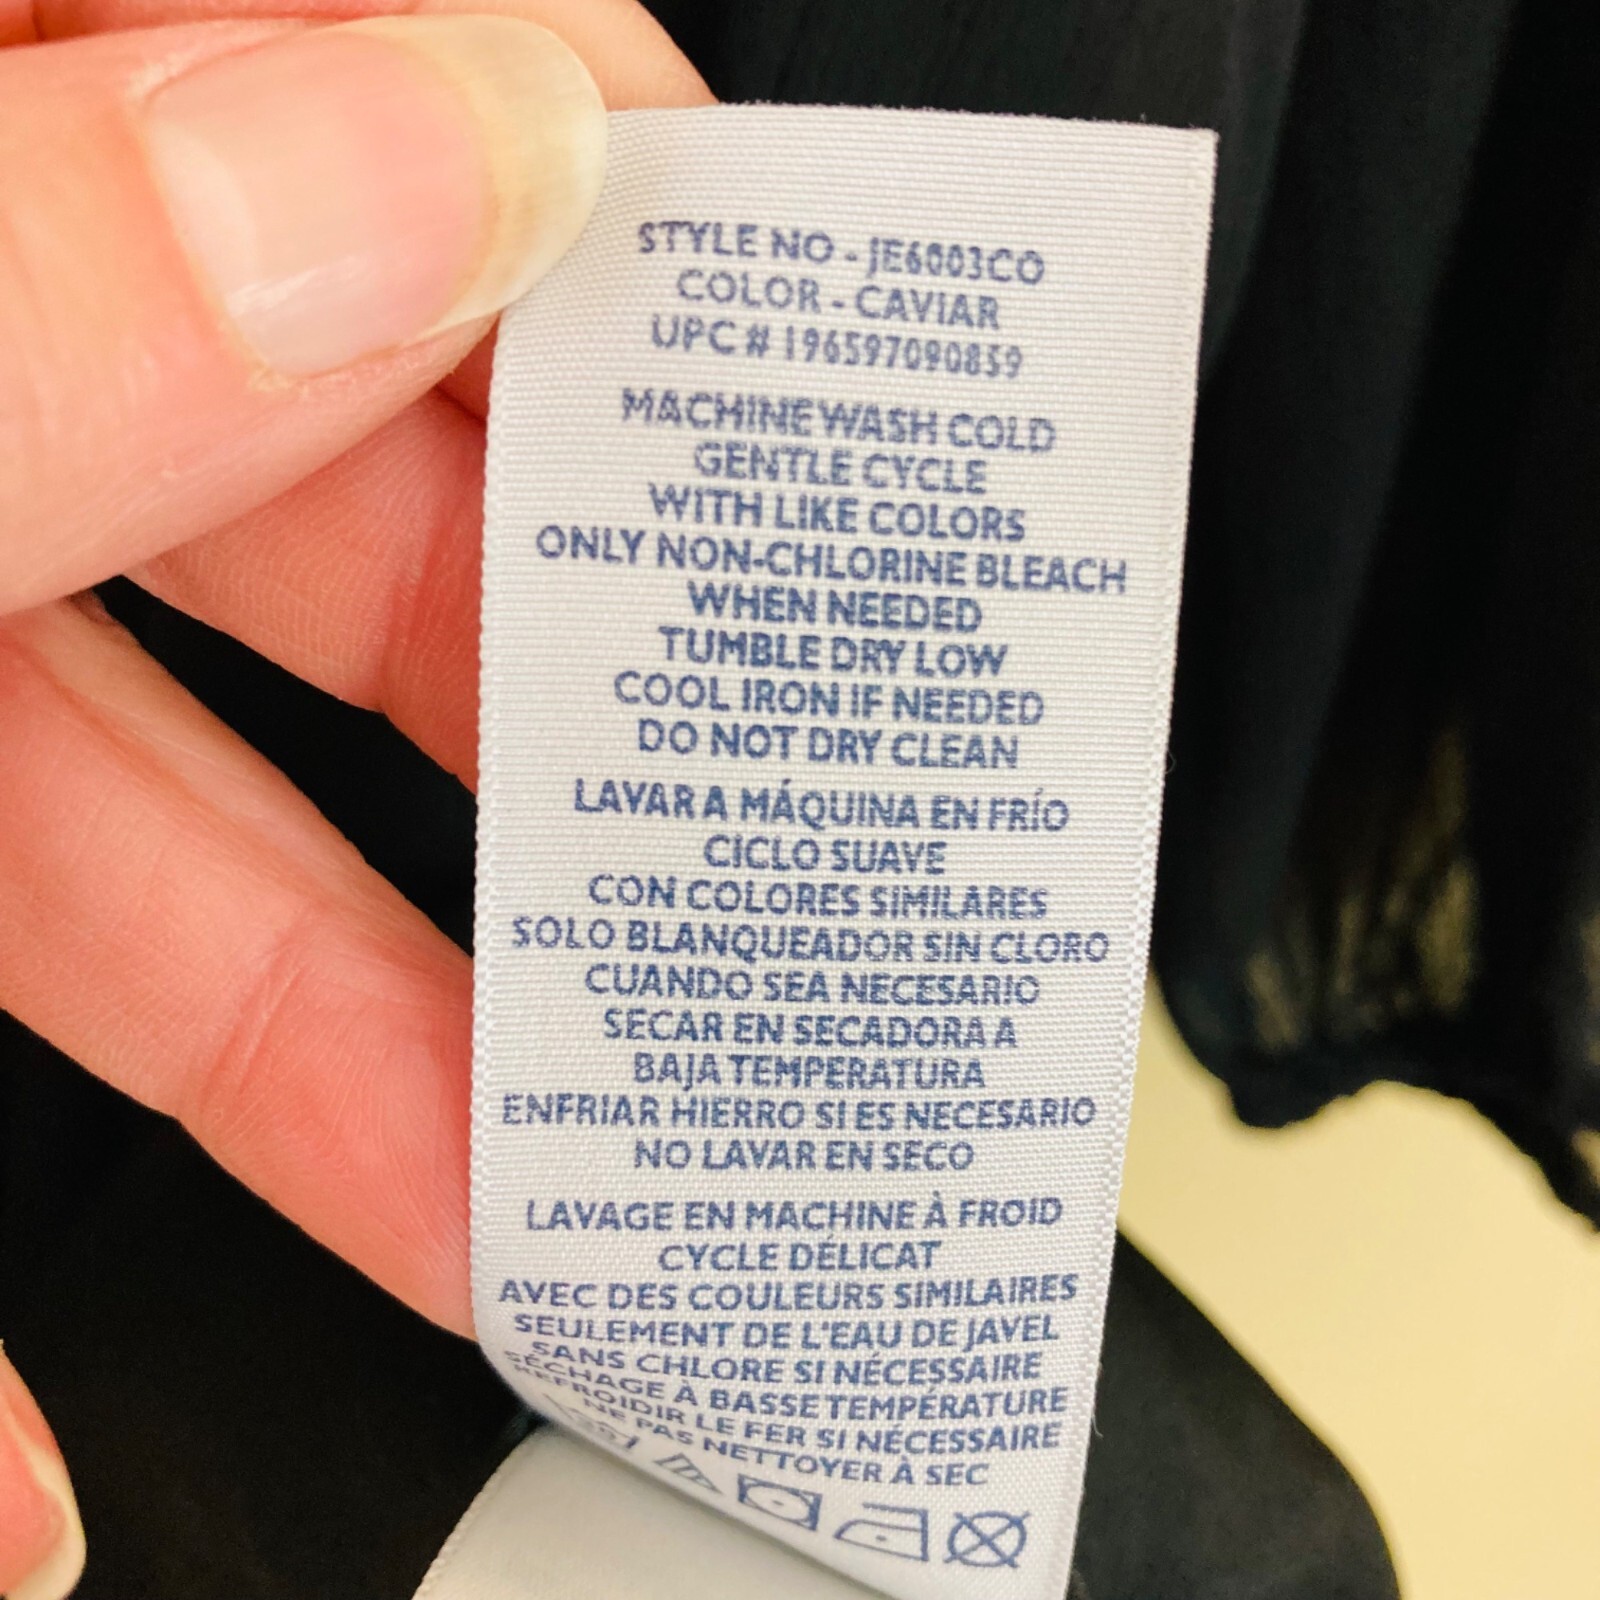 STYLE NO - JE6003CO
COLOR - CAVIAR
UPC # 196597090859
MACHINE WASH COLD
GENTLE CYCLE
WITH LIKE COLORS
ONLY NON-CHLORINE BLEACH
WHEN NEEDED
TUMBLE DRY LOW
COOL IRON IF NEEDED
DO NOT DRY CLEAN
LAVAR A MÁQUINA EN FRÍO
CICLO SUAVE
CON COLORES SIMILARES
SOLO BLANQUEADOR SIN CLORO
CUANDO SEA NECESARIO
SECAR EN SECADORA A
BAJA TEMPERATURA
ENFRIAR HIERRO SI ES NECESARIO
NO LAVAR EN SECO
LAVAGE EN MACHINE À FROID
CYCLE DÉLICAT
AVEC DES COULEURS SIMILAIRES
SEULEMENT DE L'EAU DE JAVEL
SANS CHLORE SI NÉCESSAIRE
SÉCHAGE À BASSE TEMPÉRATURE
REFROIDIR LE FER SI NÉCESSAIRE
NE PAS NETTOYER À SEC